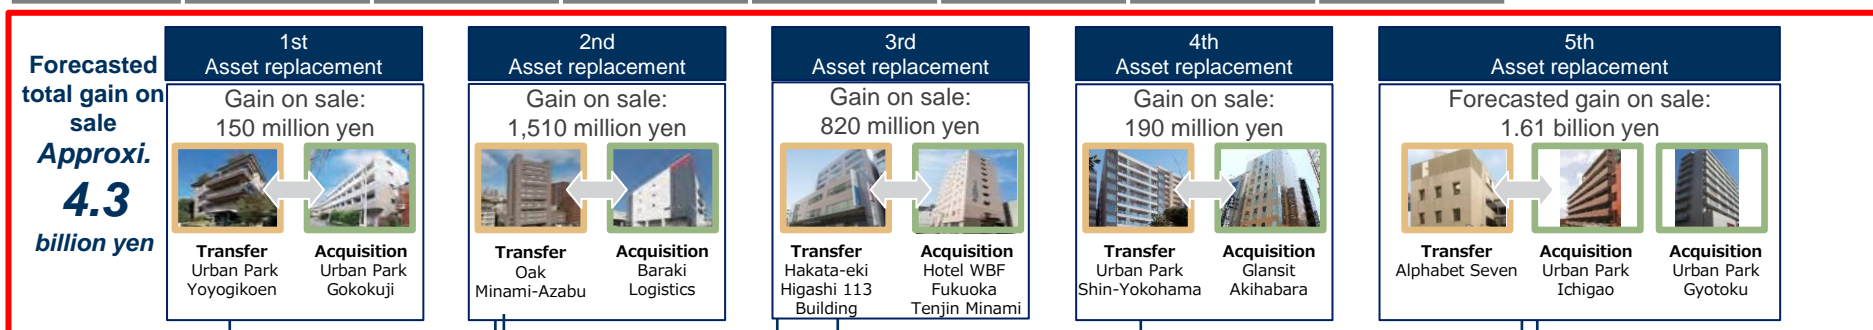 Forecasted
total gain on
sale
Approxi.
4.3
billion yen
1st
Asset replacement
Gain on sale:
150 million yen
Transfer
Urban Park
Yoyogikoen
Acquisition
Urban Park
Gokokuji
2nd
Asset replacement
Gain on sale:
1,510 million yen
Transfer
Oak
Minami-Azabu
Acquisition
Baraki
Logistics
3rd
Asset replacement
Gain on sale:
820 million yen
Transfer
Hakata-eki
Higashi 113
Building
Acquisition
Hotel WBF
Fukuoka
Tenjin Minami
4th
Asset replacement
Gain on sale:
190 million yen
Transfer
Urban Park
Shin-Yokohama
Acquisition
Glansit
Akihabara
5th
Asset replacement
Forecasted gain on sale:
1.61 billion yen
Transfer
Alphabet Seven
Acquisition
Urban Park
Ichigao
Acquisition
Urban Park
Gyotoku